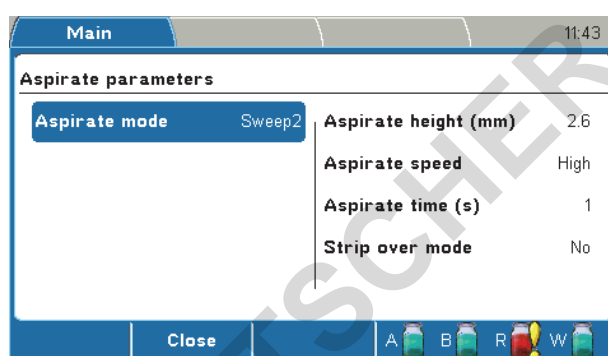 Main
11:43
Aspirate parameters
Aspirate mode Sweep2
Aspirate height (mm) 2.6
Aspirate speed High
Aspirate time (s) 1
Strip over mode No
Close
A B R W
TSCHER